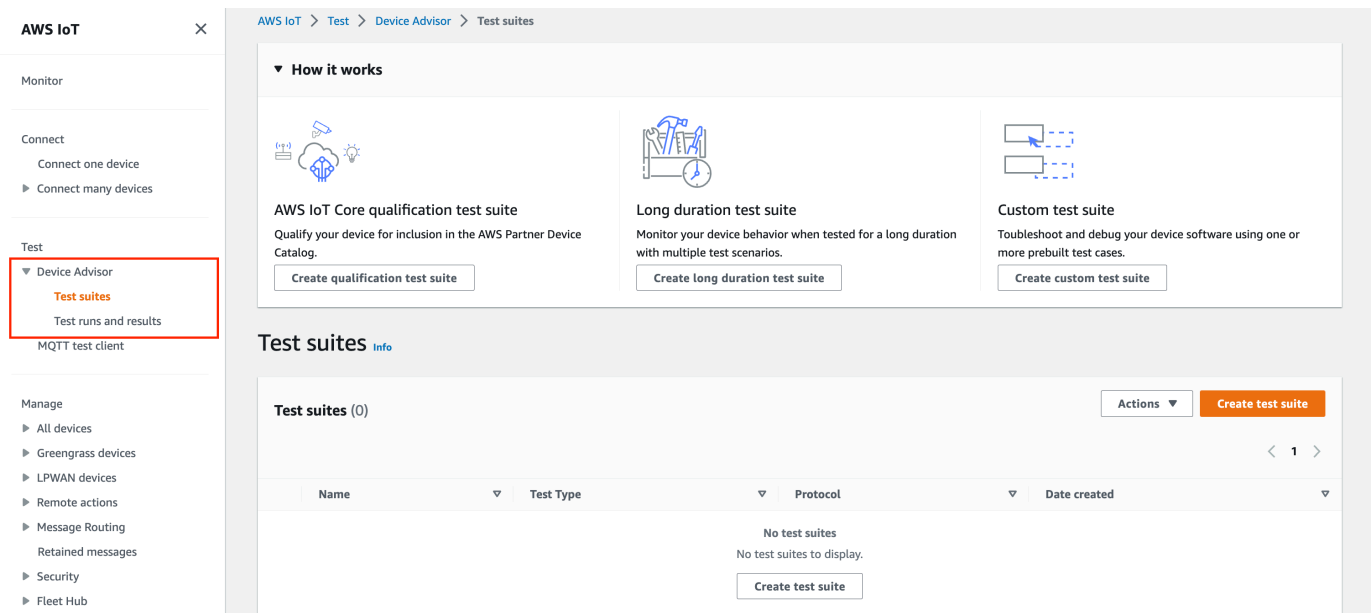 AWS IoT
Monitor
Connect
Connect one device
Connect many devices
Test
Device Advisor
Test suites
Test runs and results
MQTT test client
Manage
All devices
Greengrass devices
LPWAN devices
Remote actions
Message Routing
Retained messages
Security
Fleet Hub
AWS IoT > Test > Device Advisor > Test suites
How it works
AWS IoT Core qualification test suite
Qualify your device for inclusion in the AWS Partner Device
Catalog.
Create qualification test suite
Long duration test suite
Monitor your device behavior when tested for a long duration
with multiple test scenarios.
Create long duration test suite
Custom test suite
Toubleshoot and debug your device software using one or
more prebuilt test cases.
Create custom test suite
Test suites Info
Test suites (0)
Actions
Create test suite
< 1 >
Name Test Type Protocol Date created
No test suites
No test suites to display.
Create test suite